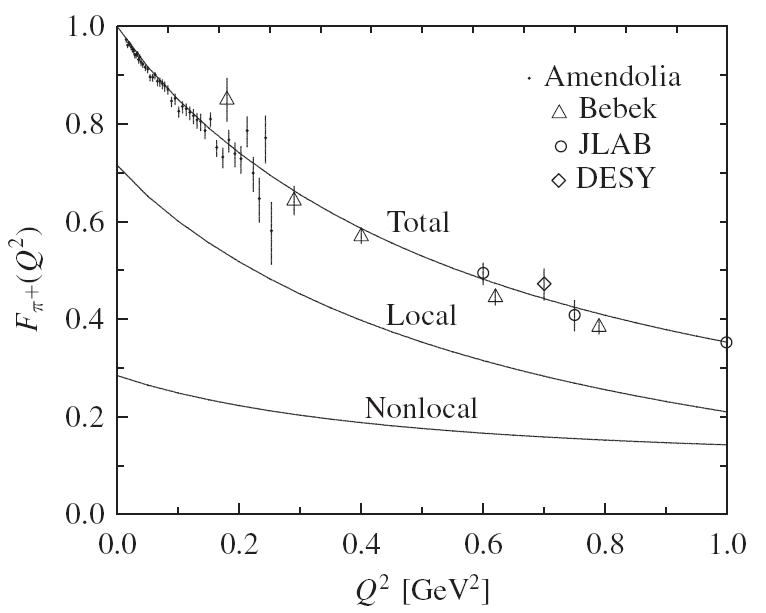 1.0
· Amendolia
△ Bebek
○ JLAB
◇ DESY
0.8
0.6
Total
F_π+(Q²)
0.4
Local
Nonlocal
0.2
0.0
0.0 0.2 0.4 0.6 0.8 1.0
Q² [GeV²]